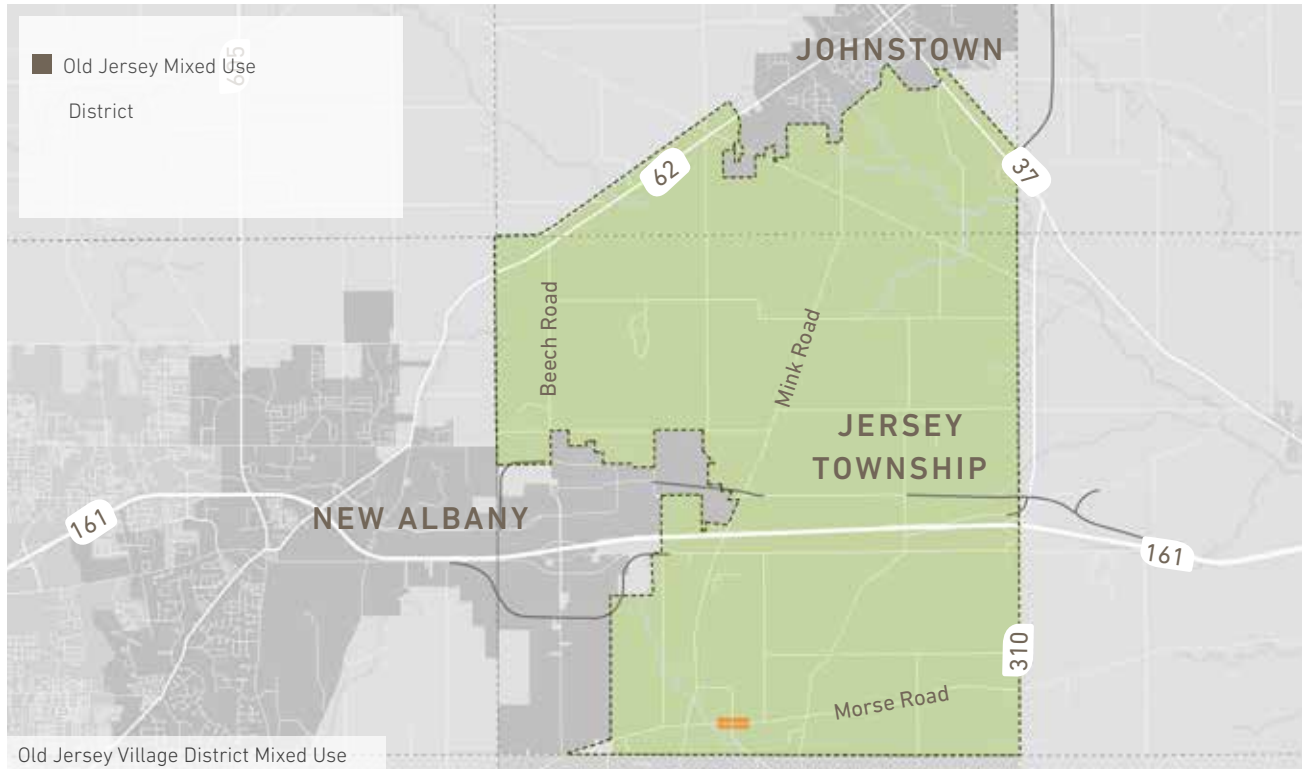 Old Jersey Mixed Use
District
605
JOHNSTOWN
62
37
Beech Road
Mink Road
JERSEY
TOWNSHIP
NEW ALBANY
161
161
310
Morse Road
Old Jersey Village District Mixed Use